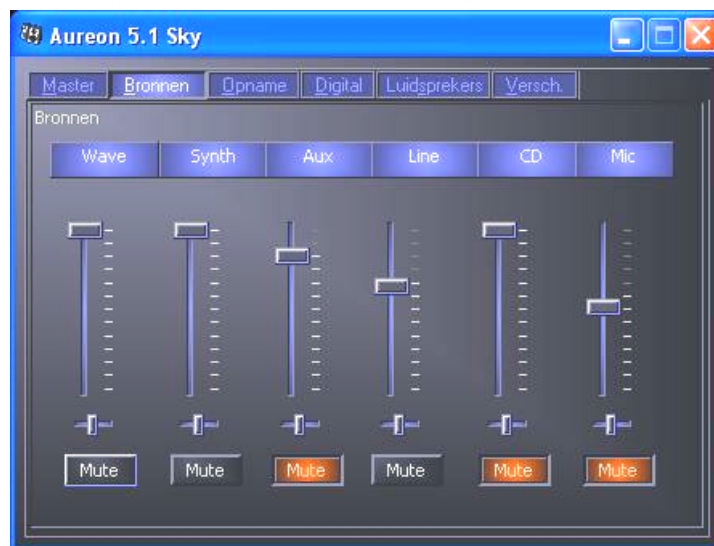 Aureon 5.1 Sky
Master Bronnen Opname Digital Luidsprekers Versch.
Bronnen
Wave Synth Aux Line CD Mic
Mute Mute Mute Mute Mute Mute